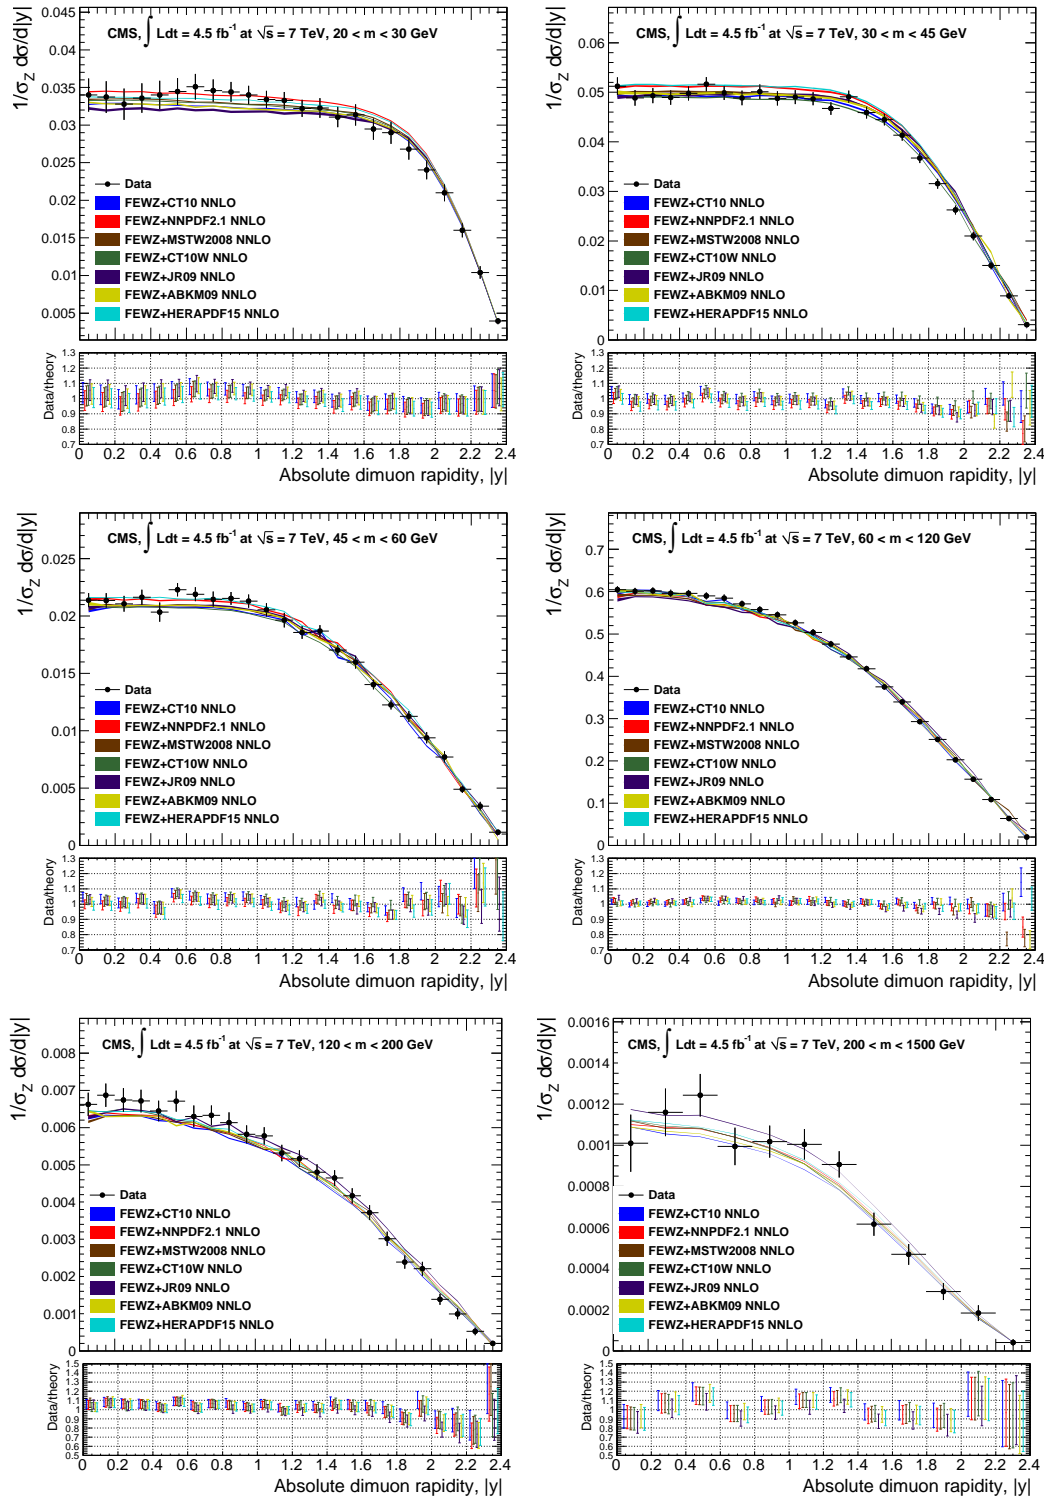 CMS, ∫ Ldt = 4.5 fb⁻¹ at √s = 7 TeV, 20 < m < 30 GeV
1/σ_Z dσ/d|y|
0.045
0.04
0.035
0.03
0.025
0.02
0.015
0.01
0.005
0
Data
FEWZ+CT10 NNLO
FEWZ+NNPDF2.1 NNLO
FEWZ+MSTW2008 NNLO
FEWZ+CT10W NNLO
FEWZ+JR09 NNLO
FEWZ+ABKM09 NNLO
FEWZ+HERAPDF15 NNLO
Data/theory
1.3
1.2
1.1
1
0.9
0.8
0.7
0 0.2 0.4 0.6 0.8 1 1.2 1.4 1.6 1.8 2 2.2 2.4
Absolute dimuon rapidity, |y|
CMS, ∫ Ldt = 4.5 fb⁻¹ at √s = 7 TeV, 30 < m < 45 GeV
1/σ_Z dσ/d|y|
0.06
0.05
0.04
0.03
0.02
0.01
0
Data
FEWZ+CT10 NNLO
FEWZ+NNPDF2.1 NNLO
FEWZ+MSTW2008 NNLO
FEWZ+CT10W NNLO
FEWZ+JR09 NNLO
FEWZ+ABKM09 NNLO
FEWZ+HERAPDF15 NNLO
Data/theory
1.3
1.2
1.1
1
0.9
0.8
0.7
0 0.2 0.4 0.6 0.8 1 1.2 1.4 1.6 1.8 2 2.2 2.4
Absolute dimuon rapidity, |y|
CMS, ∫ Ldt = 4.5 fb⁻¹ at √s = 7 TeV, 45 < m < 60 GeV
1/σ_Z dσ/d|y|
0.025
0.02
0.015
0.01
0.005
0
Data
FEWZ+CT10 NNLO
FEWZ+NNPDF2.1 NNLO
FEWZ+MSTW2008 NNLO
FEWZ+CT10W NNLO
FEWZ+JR09 NNLO
FEWZ+ABKM09 NNLO
FEWZ+HERAPDF15 NNLO
Data/theory
1.3
1.2
1.1
1
0.9
0.8
0.7
0 0.2 0.4 0.6 0.8 1 1.2 1.4 1.6 1.8 2 2.2 2.4
Absolute dimuon rapidity, |y|
CMS, ∫ Ldt = 4.5 fb⁻¹ at √s = 7 TeV, 60 < m < 120 GeV
1/σ_Z dσ/d|y|
0.7
0.6
0.5
0.4
0.3
0.2
0.1
0
Data
FEWZ+CT10 NNLO
FEWZ+NNPDF2.1 NNLO
FEWZ+MSTW2008 NNLO
FEWZ+CT10W NNLO
FEWZ+JR09 NNLO
FEWZ+ABKM09 NNLO
FEWZ+HERAPDF15 NNLO
Data/theory
1.3
1.2
1.1
1
0.9
0.8
0.7
0 0.2 0.4 0.6 0.8 1 1.2 1.4 1.6 1.8 2 2.2 2.4
Absolute dimuon rapidity, |y|
CMS, ∫ Ldt = 4.5 fb⁻¹ at √s = 7 TeV, 120 < m < 200 GeV
1/σ_Z dσ/d|y|
0.008
0.007
0.006
0.005
0.004
0.003
0.002
0.001
0
Data
FEWZ+CT10 NNLO
FEWZ+NNPDF2.1 NNLO
FEWZ+MSTW2008 NNLO
FEWZ+CT10W NNLO
FEWZ+JR09 NNLO
FEWZ+ABKM09 NNLO
FEWZ+HERAPDF15 NNLO
Data/theory
1.5
1.4
1.3
1.2
1.1
1
0.9
0.8
0.7
0.6
0.5
0 0.2 0.4 0.6 0.8 1 1.2 1.4 1.6 1.8 2 2.2 2.4
Absolute dimuon rapidity, |y|
CMS, ∫ Ldt = 4.5 fb⁻¹ at √s = 7 TeV, 200 < m < 1500 GeV
1/σ_Z dσ/d|y|
0.0016
0.0014
0.0012
0.001
0.0008
0.0006
0.0004
0.0002
0
Data
FEWZ+CT10 NNLO
FEWZ+NNPDF2.1 NNLO
FEWZ+MSTW2008 NNLO
FEWZ+CT10W NNLO
FEWZ+JR09 NNLO
FEWZ+ABKM09 NNLO
FEWZ+HERAPDF15 NNLO
Data/theory
1.5
1.4
1.3
1.2
1.1
1
0.9
0.8
0.7
0.6
0.5
0 0.2 0.4 0.6 0.8 1 1.2 1.4 1.6 1.8 2 2.2 2.4
Absolute dimuon rapidity, |y|